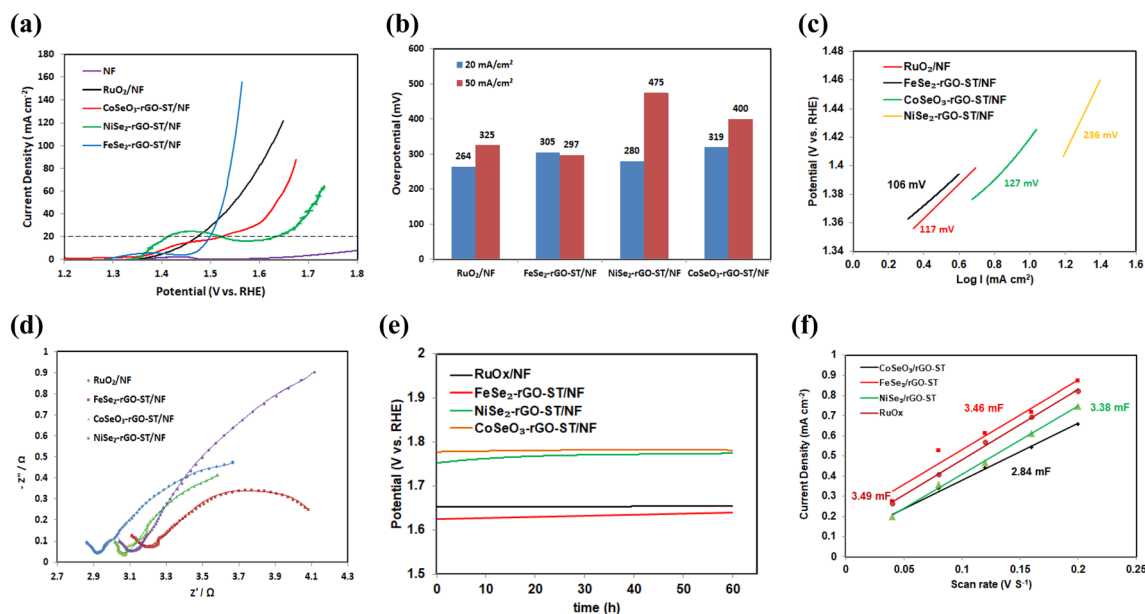 (a)
180
160
140
120
100
80
60
40
20
0
1.2 1.3 1.4 1.5 1.6 1.7 1.8
Current Density ( mA cm-2)
Potential (V vs. RHE)
NF
RuO2/NF
CoSeO3-rGO-ST/NF
NiSe2-rGO-ST/NF
FeSe2-rGO-ST/NF
(b)
600
500
400
300
200
100
0
Overpotential (mV)
20 mA/cm2
50 mA/cm2
264 325 305 297 280 475 319 400
RuO2/NF FeSe2-rGO-ST/NF NiSe2-rGO-ST/NF CoSeO3-rGO-ST/NF
(c)
1.48
1.46
1.44
1.42
1.40
1.38
1.36
1.34
0.0 0.2 0.4 0.6 0.8 1.0 1.2 1.4 1.6
Potential (V vs. RHE)
Log I (mA cm2)
RuO2/NF
FeSe2-rGO-ST/NF
CoSeO3-rGO-ST/NF
NiSe2-rGO-ST/NF
236 mV
106 mV
127 mV
117 mV
(d)
1
0.9
0.8
0.7
0.6
0.5
0.4
0.3
0.2
0.1
0
2.7 2.9 3.1 3.3 3.5 3.7 3.9 4.1 4.3
- z''/ Ω
z' / Ω
RuO2/NF
FeSe2-rGO-ST/NF
CoSeO3-rGO-ST/NF
NiSe2-rGO-ST/NF
(e)
2
1.9
1.8
1.7
1.6
1.5
0 10 20 30 40 50 60
Potential (V vs. RHE)
time (h)
RuOx/NF
FeSe2-rGO-ST/NF
NiSe2-rGO-ST/NF
CoSeO3-rGO-ST/NF
(f)
1
0.9
0.8
0.7
0.6
0.5
0.4
0.3
0.2
0.1
0
0 0.05 0.1 0.15 0.2 0.25
Current Density (mA cm-2)
Scan rate (V S-1)
CoSeO3/rGO-ST
FeSe2/rGO-ST
NiSe2/rGO-ST
RuOx
3.46 mF
3.38 mF
2.84 mF
3.49 mF